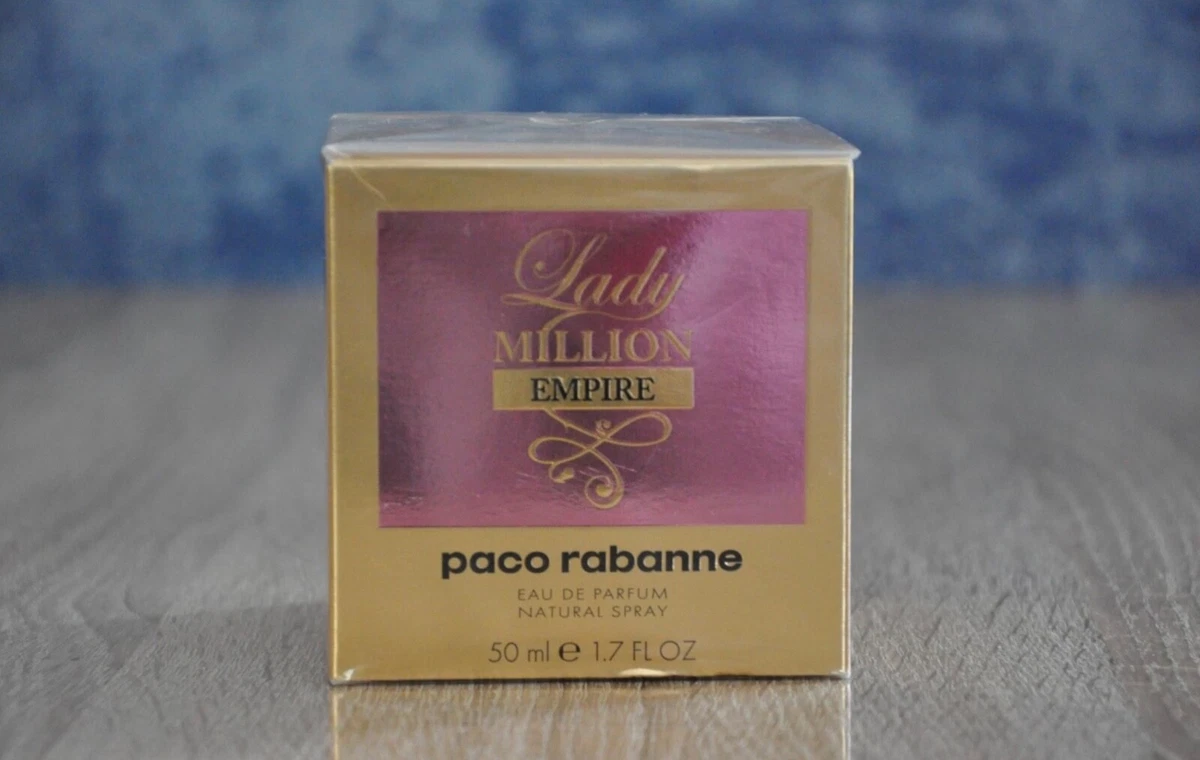 Lady
MILLION
EMPIRE
paco rabanne
EAU DE PARFUM
NATURAL SPRAY
50 ml ℮ 1.7 FL OZ